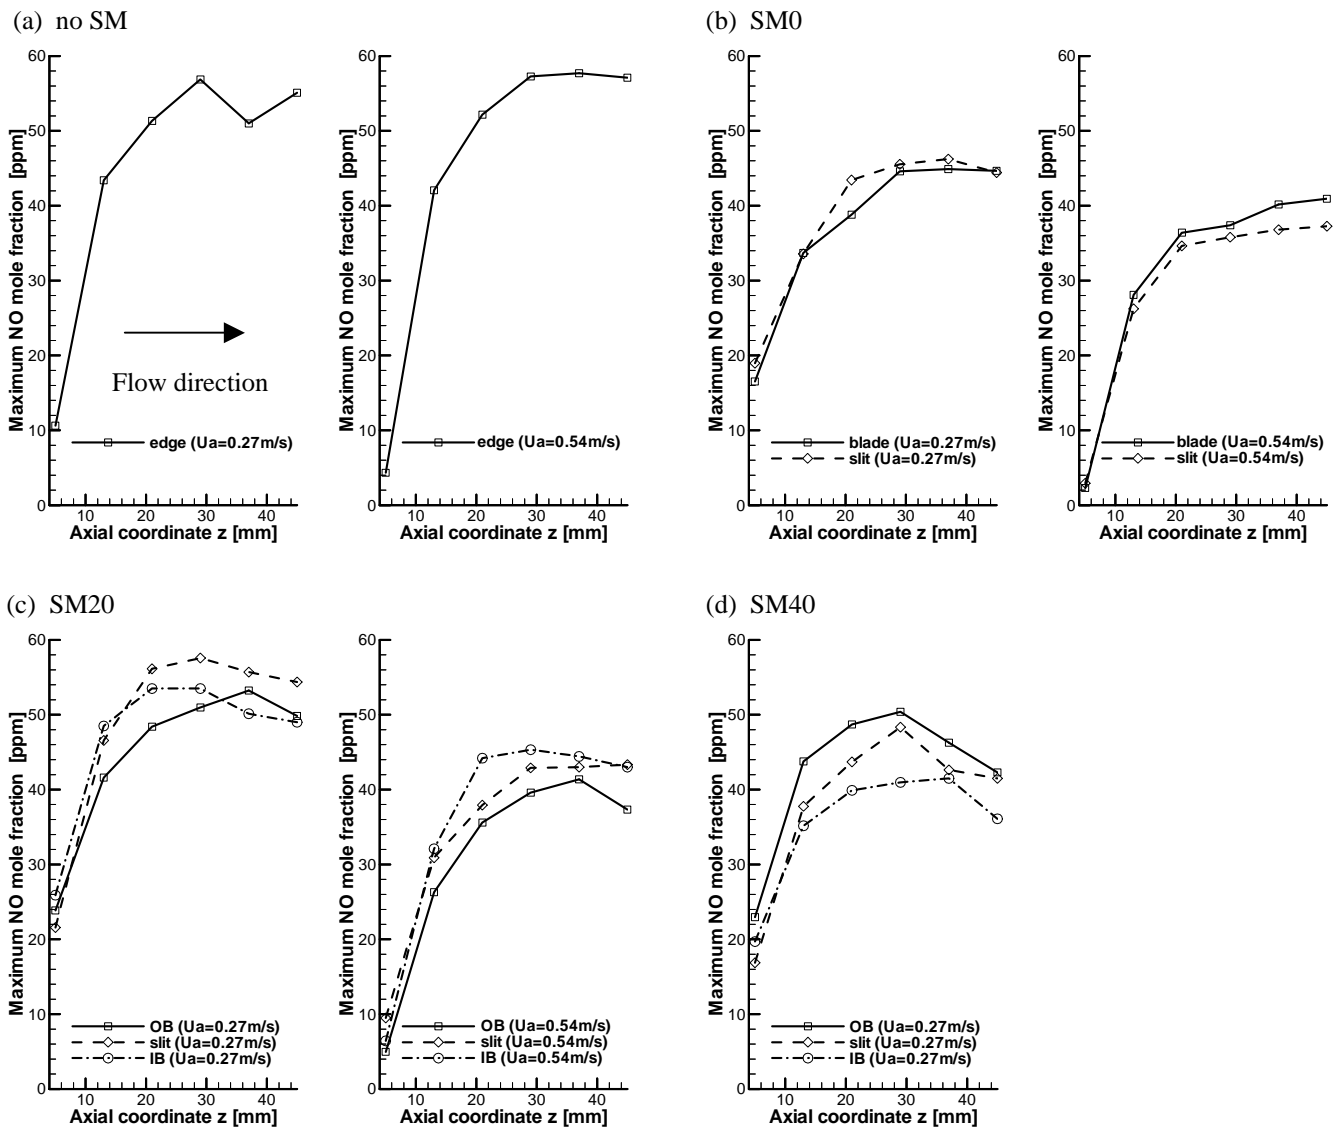 (a) no SM
(b) SM0
60
50
40
30
20
10
0
Maximum NO mole fraction [ppm]
Flow direction
edge (Ua=0.27m/s)
10 20 30 40
Axial coordinate z [mm]
60
50
40
30
20
10
0
Maximum NO mole fraction [ppm]
edge (Ua=0.54m/s)
10 20 30 40
Axial coordinate z [mm]
60
50
40
30
20
10
0
Maximum NO mole fraction [ppm]
blade (Ua=0.27m/s)
slit (Ua=0.27m/s)
10 20 30 40
Axial coordinate z [mm]
60
50
40
30
20
10
0
Maximum NO mole fraction [ppm]
blade (Ua=0.54m/s)
slit (Ua=0.54m/s)
10 20 30 40
Axial coordinate z [mm]
(c) SM20
(d) SM40
60
50
40
30
20
10
0
Maximum NO mole fraction [ppm]
OB (Ua=0.27m/s)
slit (Ua=0.27m/s)
IB (Ua=0.27m/s)
10 20 30 40
Axial coordinate z [mm]
60
50
40
30
20
10
0
Maximum NO mole fraction [ppm]
OB (Ua=0.54m/s)
slit (Ua=0.54m/s)
IB (Ua=0.54m/s)
10 20 30 40
Axial coordinate z [mm]
60
50
40
30
20
10
0
Maximum NO mole fraction [ppm]
OB (Ua=0.27m/s)
slit (Ua=0.27m/s)
IB (Ua=0.27m/s)
10 20 30 40
Axial coordinate z [mm]